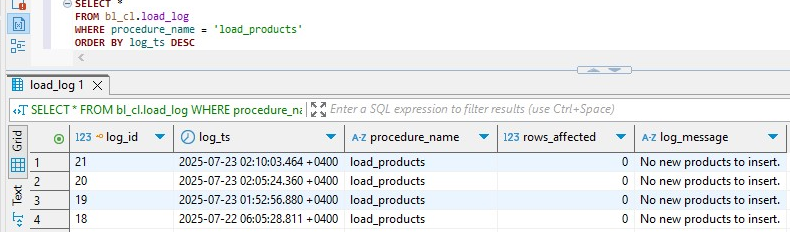 SELECT *
FROM bl_cl.load_log
WHERE procedure_name = 'load_products'
ORDER BY log_ts DESC
load_log 1
SELECT * FROM bl_cl.load_log WHERE procedure_na
Enter a SQL expression to filter results (use Ctrl+Space)
Grid
Text
123 log_id log_ts A-Z procedure_name 123 rows_affected A-Z log_message
1 21 2025-07-23 02:10:03.464 +0400 load_products 0 No new products to insert.
2 20 2025-07-23 02:05:24.360 +0400 load_products 0 No new products to insert.
3 19 2025-07-23 01:52:56.880 +0400 load_products 0 No new products to insert.
4 18 2025-07-22 06:05:28.811 +0400 load_products 0 No new products to insert.